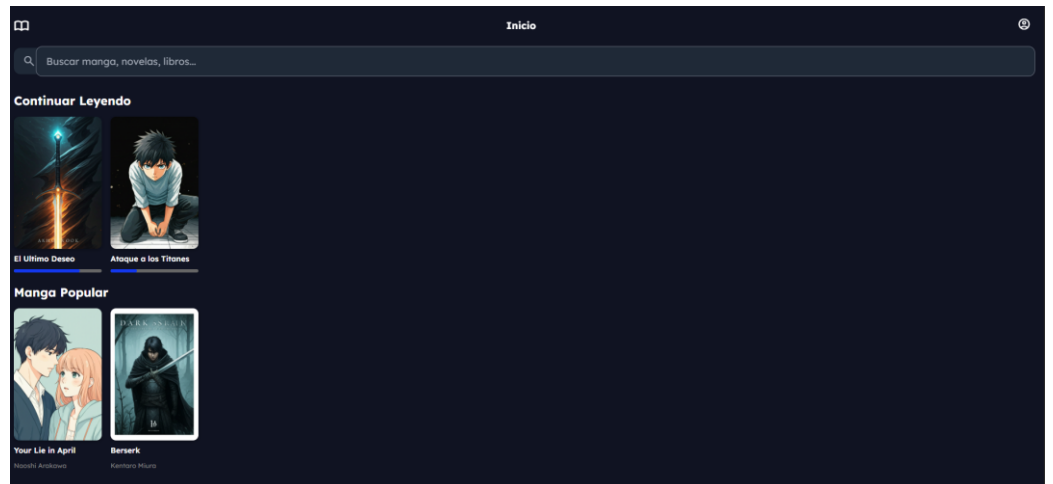 Inicio
Buscar manga, novelas, libros...
Continuar Leyendo
El Ultimo Deseo
Ataque a los Titanes
Manga Popular
DARK
Your Lie in April
Berserk
Naoshi Arakawa
Kentaro Miura